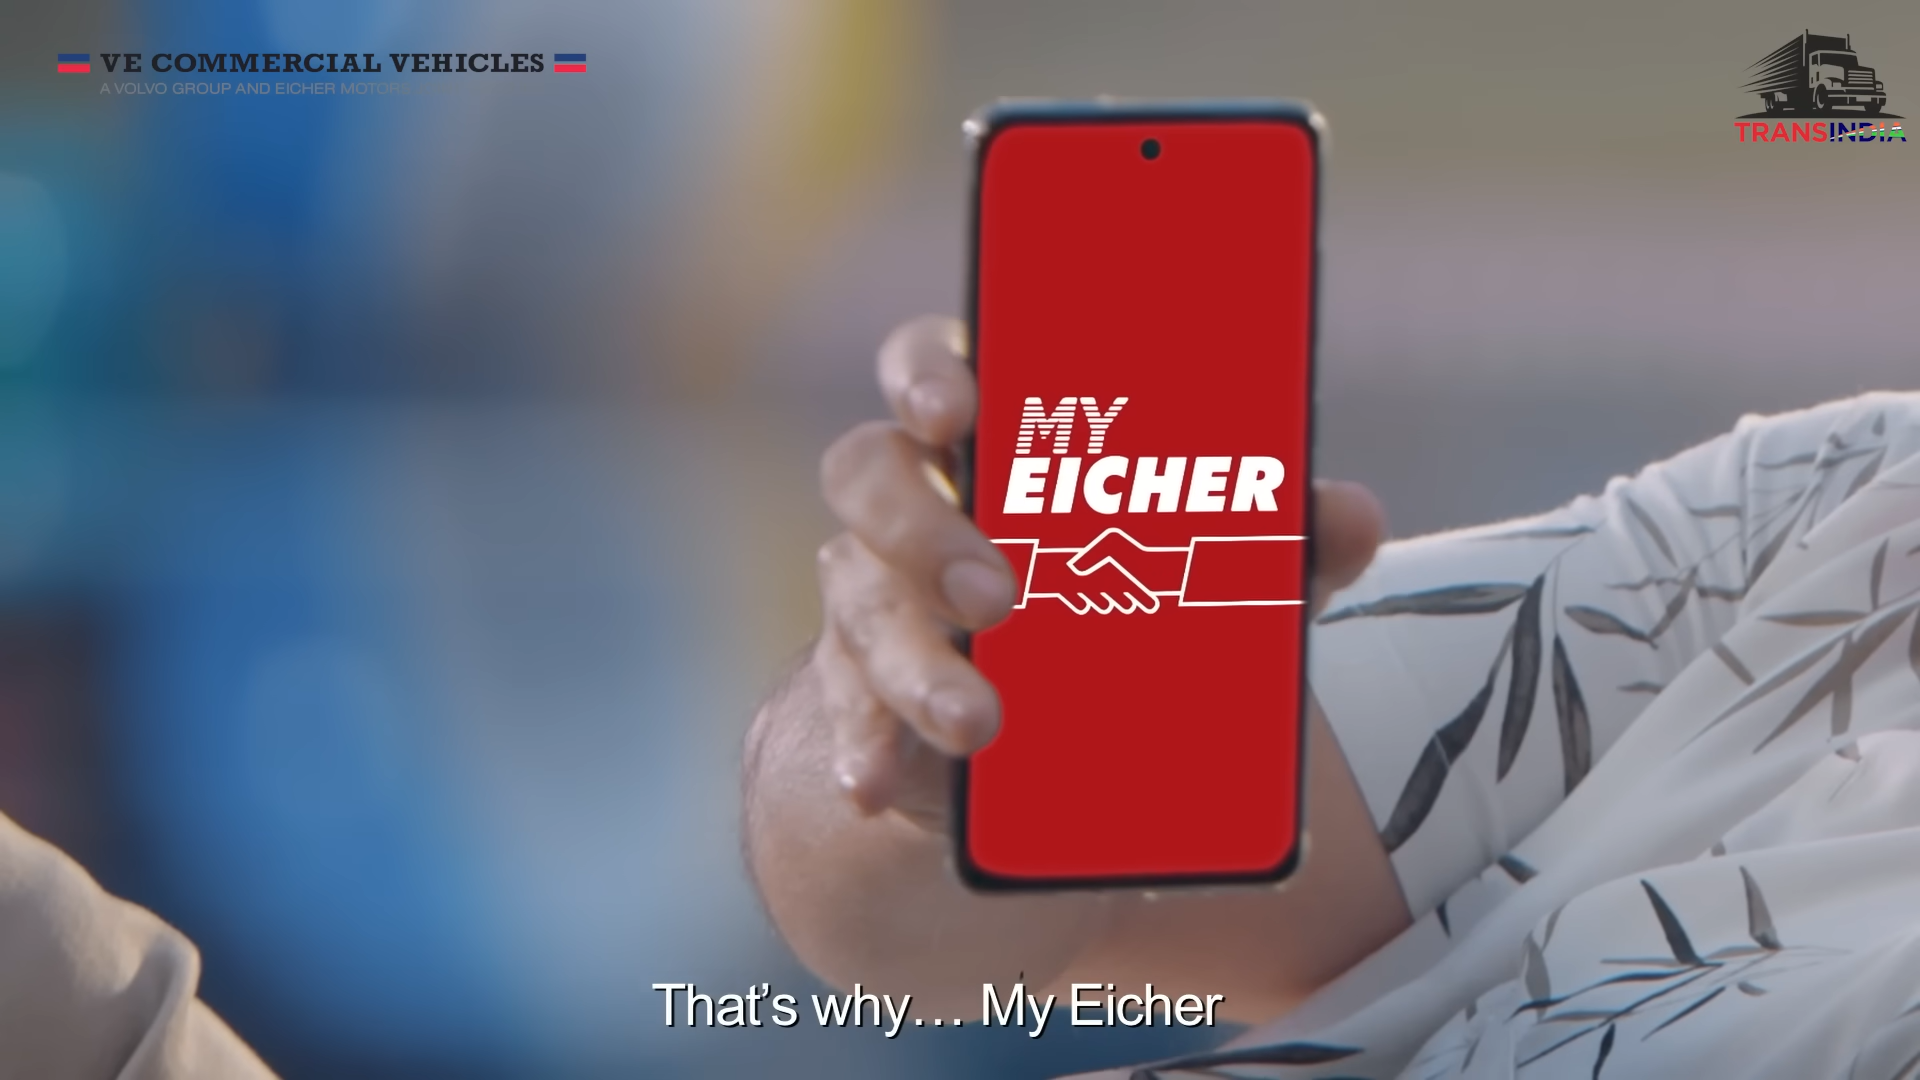 VE COMMERCIAL VEHICLES
A VOLVO GROUP AND EICHER MOTORS
TRANSINDIA
MY
EICHER
That's why… My Eicher